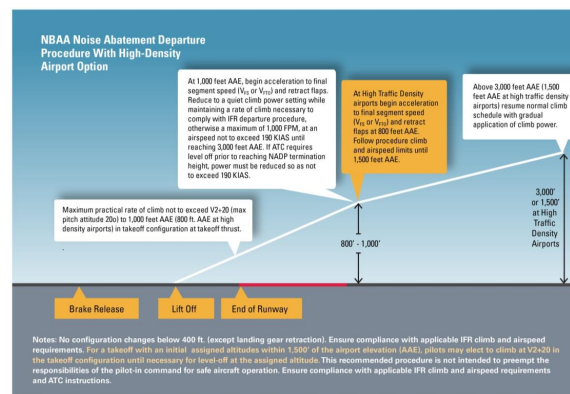 NBAA Noise Abatement Departure
Procedure With High-Density
Airport Option
At 1,000 feet AAE, begin acceleration to final
segment speed (VFS or VFTO) and retract flaps.
Reduce to a quiet climb power setting while
maintaining a rate of climb necessary to
comply with IFR departure procedure,
otherwise a maximum of 1,000 FPM, at an
airspeed not to exceed 190 KIAS until
reaching 3,000 feet AAE. If ATC requires
level off prior to reaching NADP termination
height, power must be reduced so as not
to exceed 190 KIAS.
At High Traffic Density
airports begin acceleration
to final segment speed
(VFS or VFTO) and retract
flaps at 800 feet AAE.
Follow procedure climb
and airspeed limits until
1,500 feet AAE.
Above 3,000 feet AAE (1,500
feet AAE at high traffic density
airports) resume normal climb
schedule with gradual
application of climb power.
Maximum practical rate of climb not to exceed V2+20 (max
pitch attitude 20o) to 1,000 feet AAE (800 ft. AAE at high
density airports) in takeoff configuration at takeoff thrust.
.
800' - 1,000'
3,000'
or 1,500'
at High
Traffic
Density
Airports
Brake Release
Lift Off
End of Runway
Notes: No configuration changes below 400 ft. (except landing gear retraction). Ensure compliance with applicable IFR climb and airspeed
requirements. For a takeoff with an initial assigned altitudes within 1,500' of the airport elevation (AAE), pilots may elect to climb at V2+20 in
the takeoff configuration until necessary for level-off at the assigned altitude. This recommended procedure is not intended to preempt the
responsibilities of the pilot-in command for safe aircraft operation. Ensure compliance with applicable IFR climb and airspeed requirements
and ATC instructions.